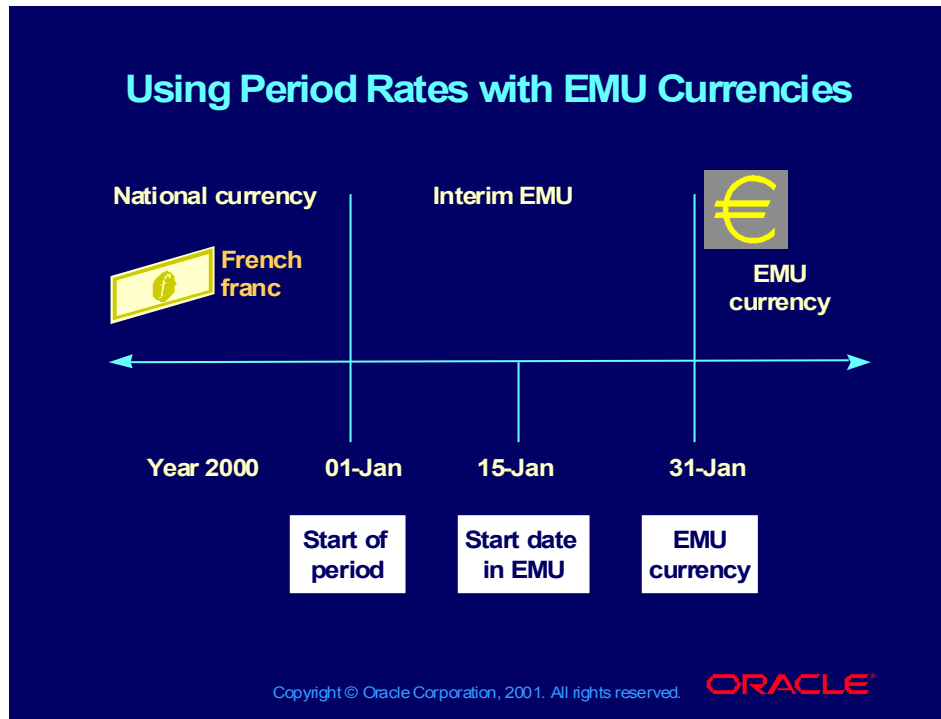 Using Period Rates with EMU Currencies
National currency
Interim EMU
€
French
franc
EMU
currency
Year 2000
01-Jan
15-Jan
31-Jan
Start of
period
Start date
in EMU
EMU
currency
Copyright © Oracle Corporation, 2001. All rights reserved.
ORACLE®